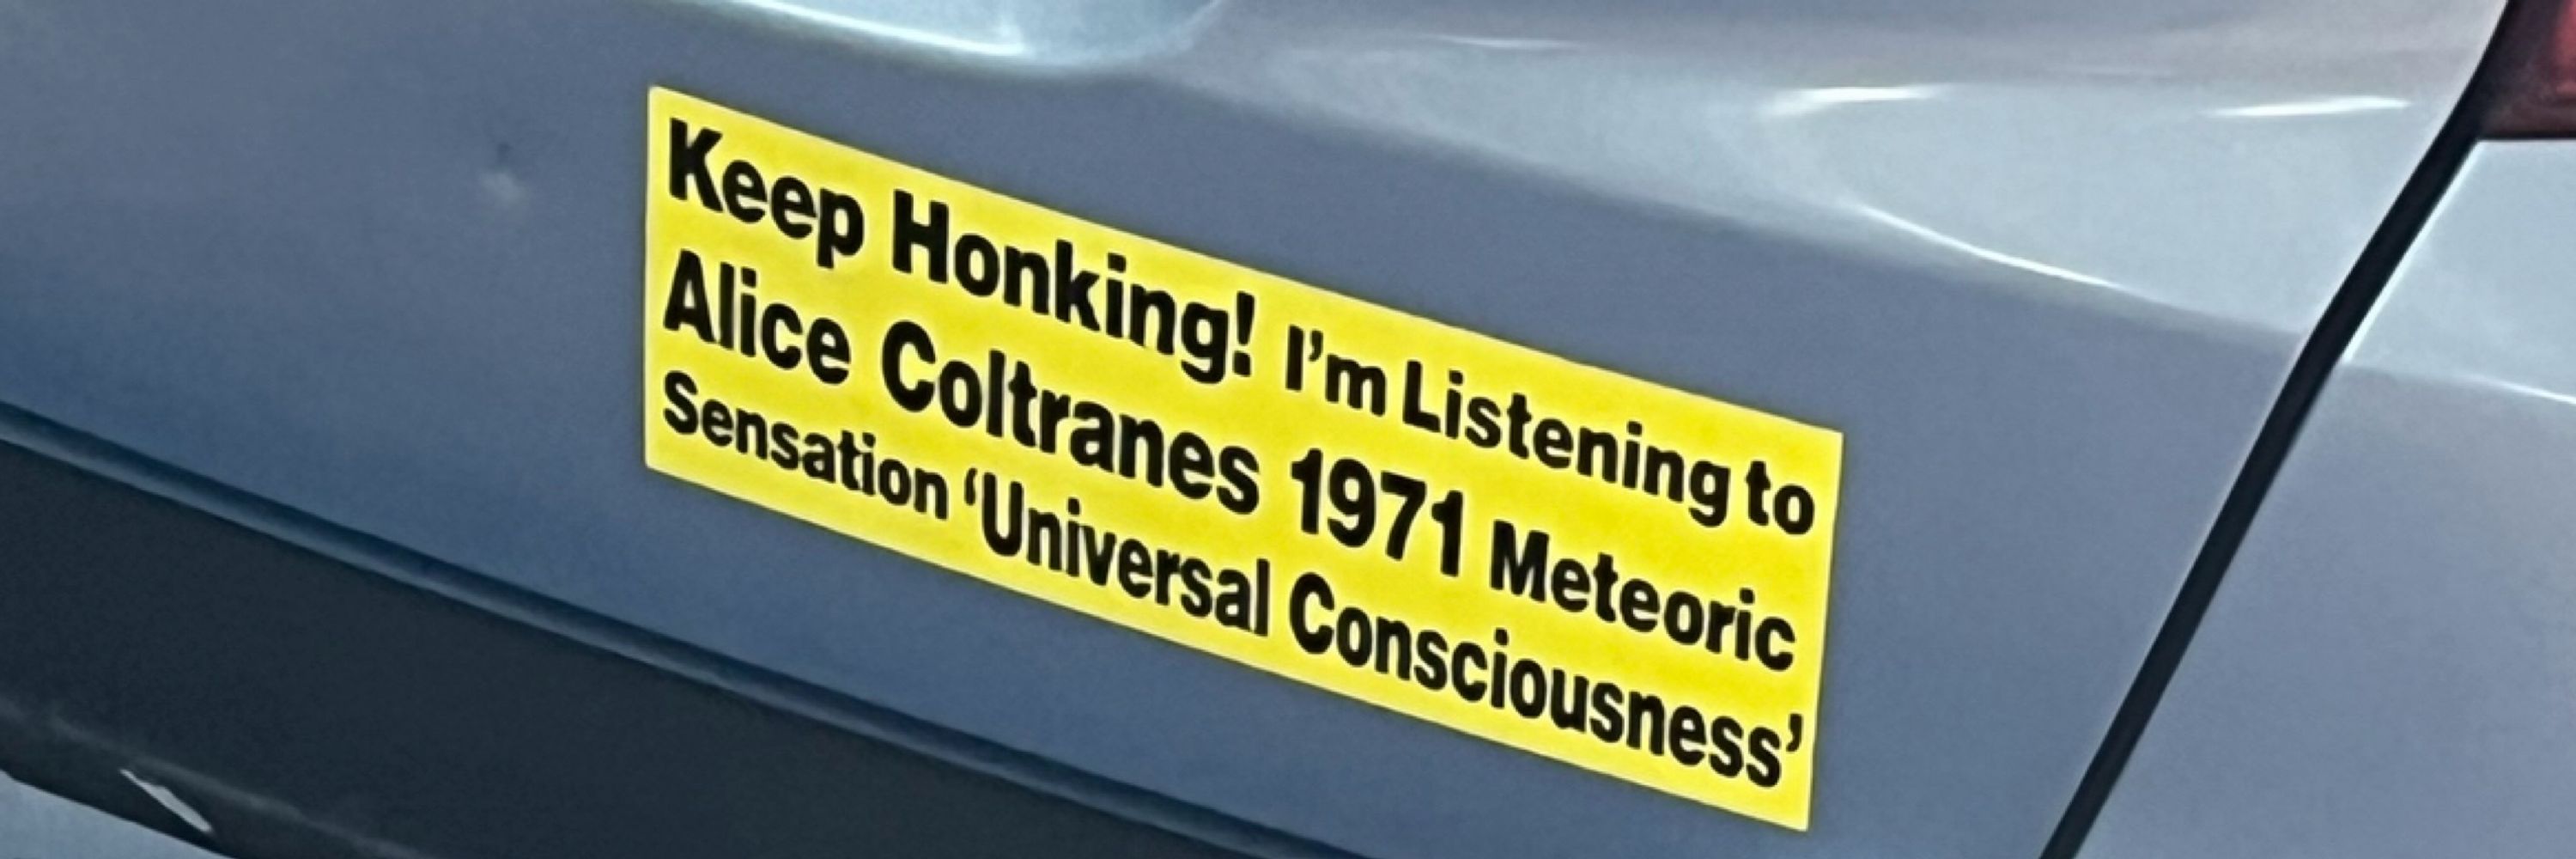 Keep Honking! I'm Listening to
Alice Coltranes 1971 Meteoric
Sensation ‘Universal Consciousness’